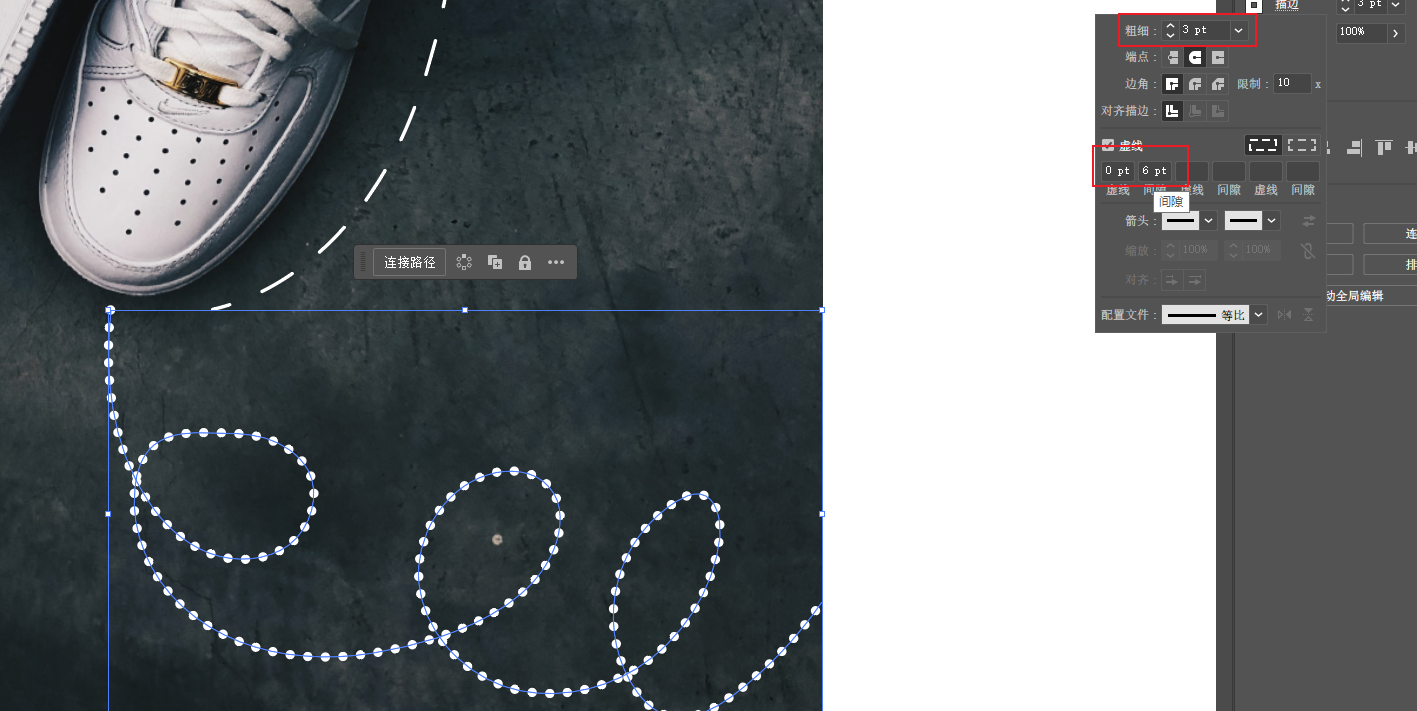 描边
3 pt
粗细：
3 pt
100%
端点：
边角：
限制：
10
x
对齐描边：
虚线
0 pt
6 pt
虚线
间隙
虚线
间隙
虚线
间隙
间隙
箭头：
连
缩放：
100%
100%
排
对齐：
动全局编辑
配置文件：
等比
连接路径